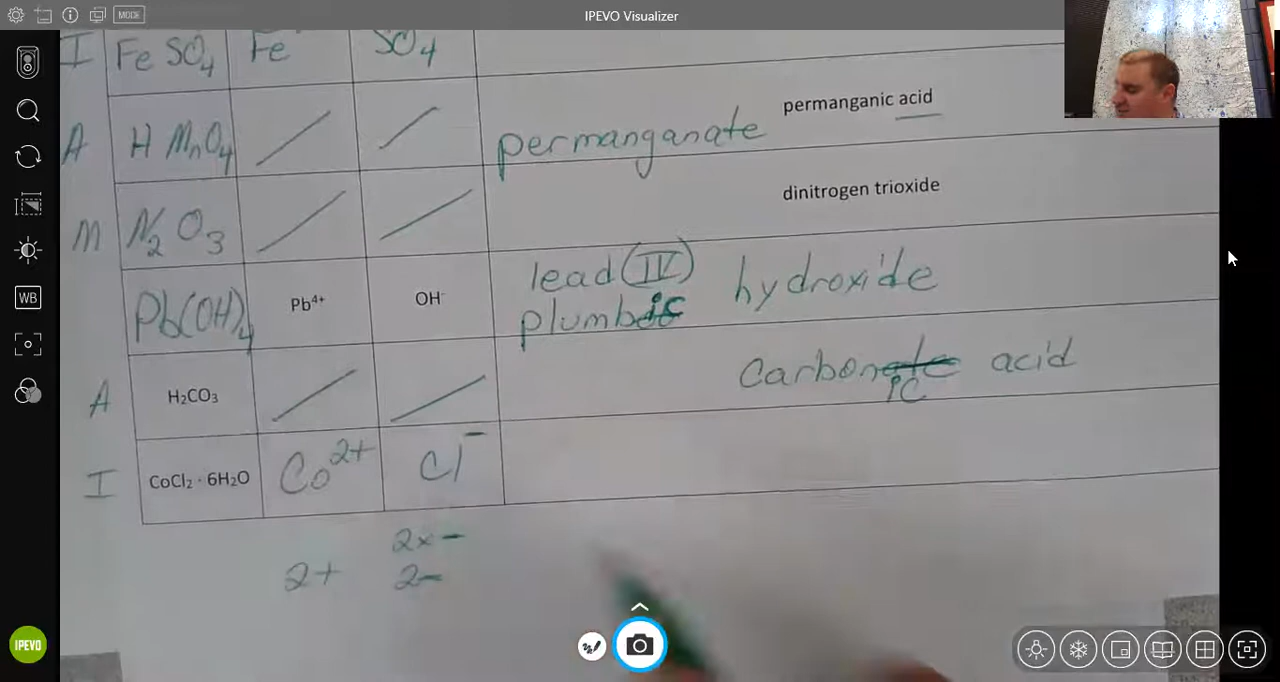 IPEVO Visualizer
MODE
WB
IPEVO
I FeSO₄ Fe SO₄
A HMnO₄ permanganate permanganic acid
M N₂O₃ dinitrogen trioxide
Pb(OH)₄ Pb⁴⁺ OH⁻ lead (IV) hydroxide
plumbic
A H₂CO₃ carbonate acid
ic
I CoCl₂ · 6H₂O Co²⁺ Cl⁻
2x-
2+ 2-